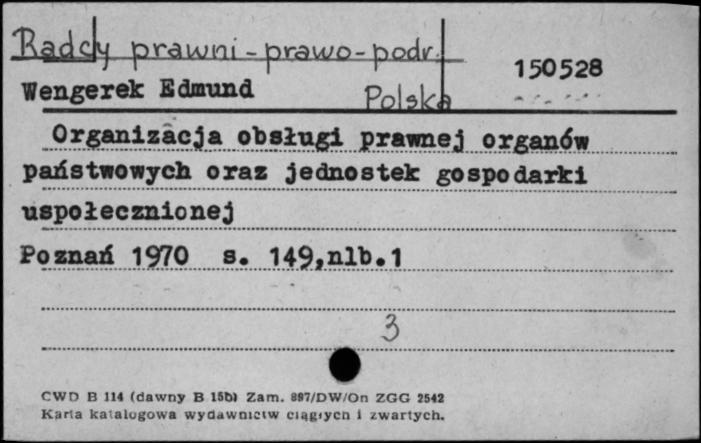 Radcy prawni - prawo - podr.
150528
Wengerek Edmund
Polska
Organizacja obsługi prawnej organów
państwowych oraz jednostek gospodarki
uspołecznionej
Poznań 1970 s. 149,nlb.1
3
CWD B 114 (dawny B 15b) Zam. 897/DW/On ZGG 2542
Karta katalogowa wydawnictw ciągłych i zwartych.